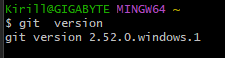 Kirill@GIGABYTE MINGW64 ~
$ git  version
git version 2.52.0.windows.1